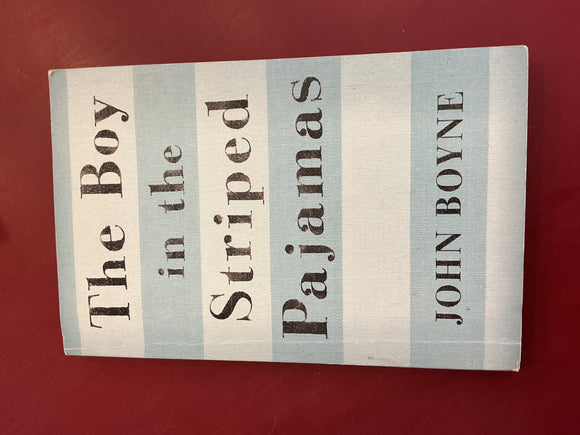 The Boy
in the
Striped
Pajamas
JOHN BOYNE